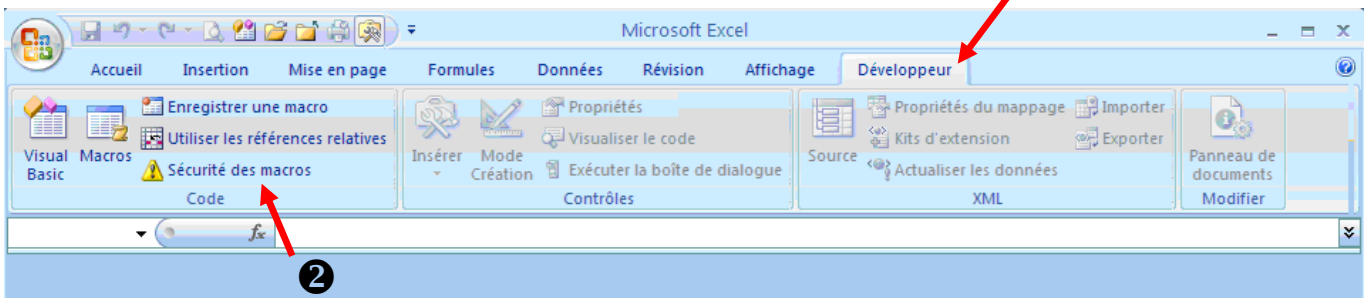 Microsoft Excel
Accueil Insertion Mise en page Formules Données Révision Affichage Développeur
Visual Basic
Macros
Enregistrer une macro
Utiliser les références relatives
Sécurité des macros
Code
Insérer
Mode Création
Propriétés
Visualiser le code
Exécuter la boîte de dialogue
Contrôles
Source
Propriétés du mappage
Kits d'extension
Actualiser les données
Importer
Exporter
XML
Panneau de documents
Modifier
fx
❷